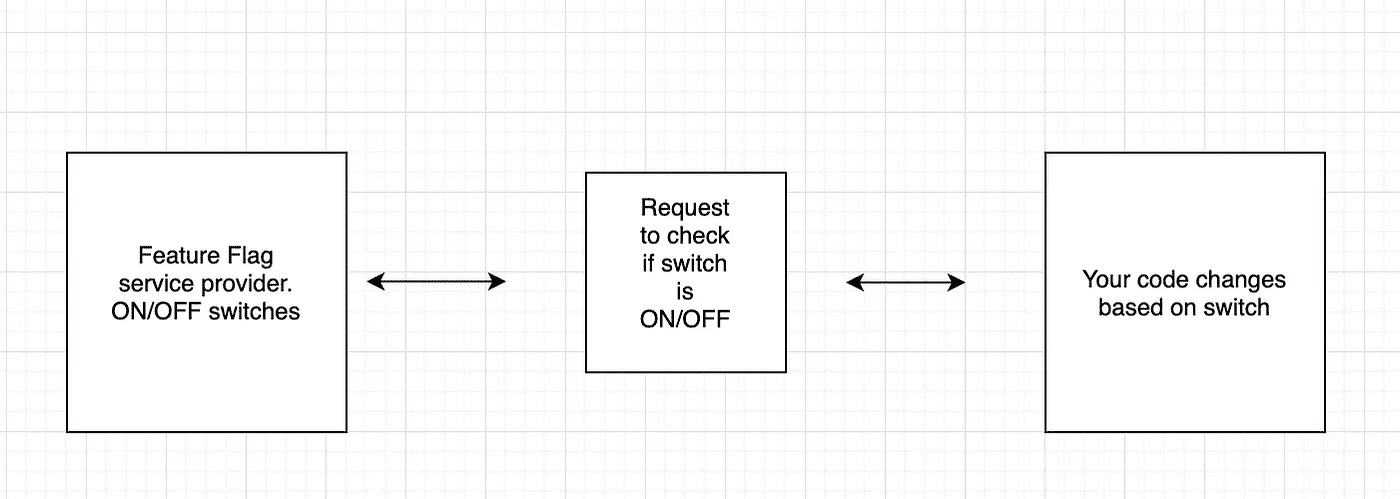 Feature Flag
service provider.
ON/OFF switches
Request
to check
if switch
is
ON/OFF
Your code changes
based on switch